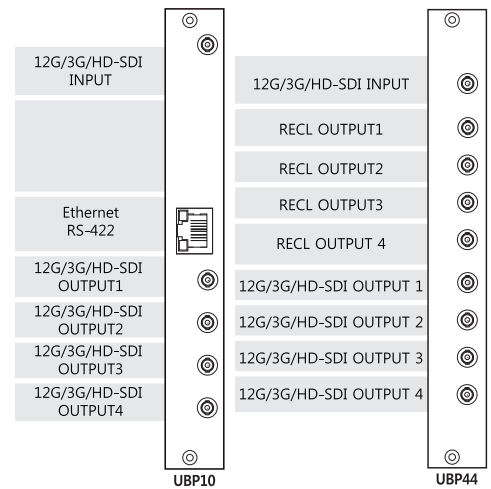 12G/3G/HD-SDI
INPUT
Ethernet
RS-422
12G/3G/HD-SDI
OUTPUT1
12G/3G/HD-SDI
OUTPUT2
12G/3G/HD-SDI
OUTPUT3
12G/3G/HD-SDI
OUTPUT4
UBP10
12G/3G/HD-SDI INPUT
RECL OUTPUT1
RECL OUTPUT2
RECL OUTPUT3
RECL OUTPUT 4
12G/3G/HD-SDI OUTPUT 1
12G/3G/HD-SDI OUTPUT 2
12G/3G/HD-SDI OUTPUT 3
12G/3G/HD-SDI OUTPUT 4
UBP44